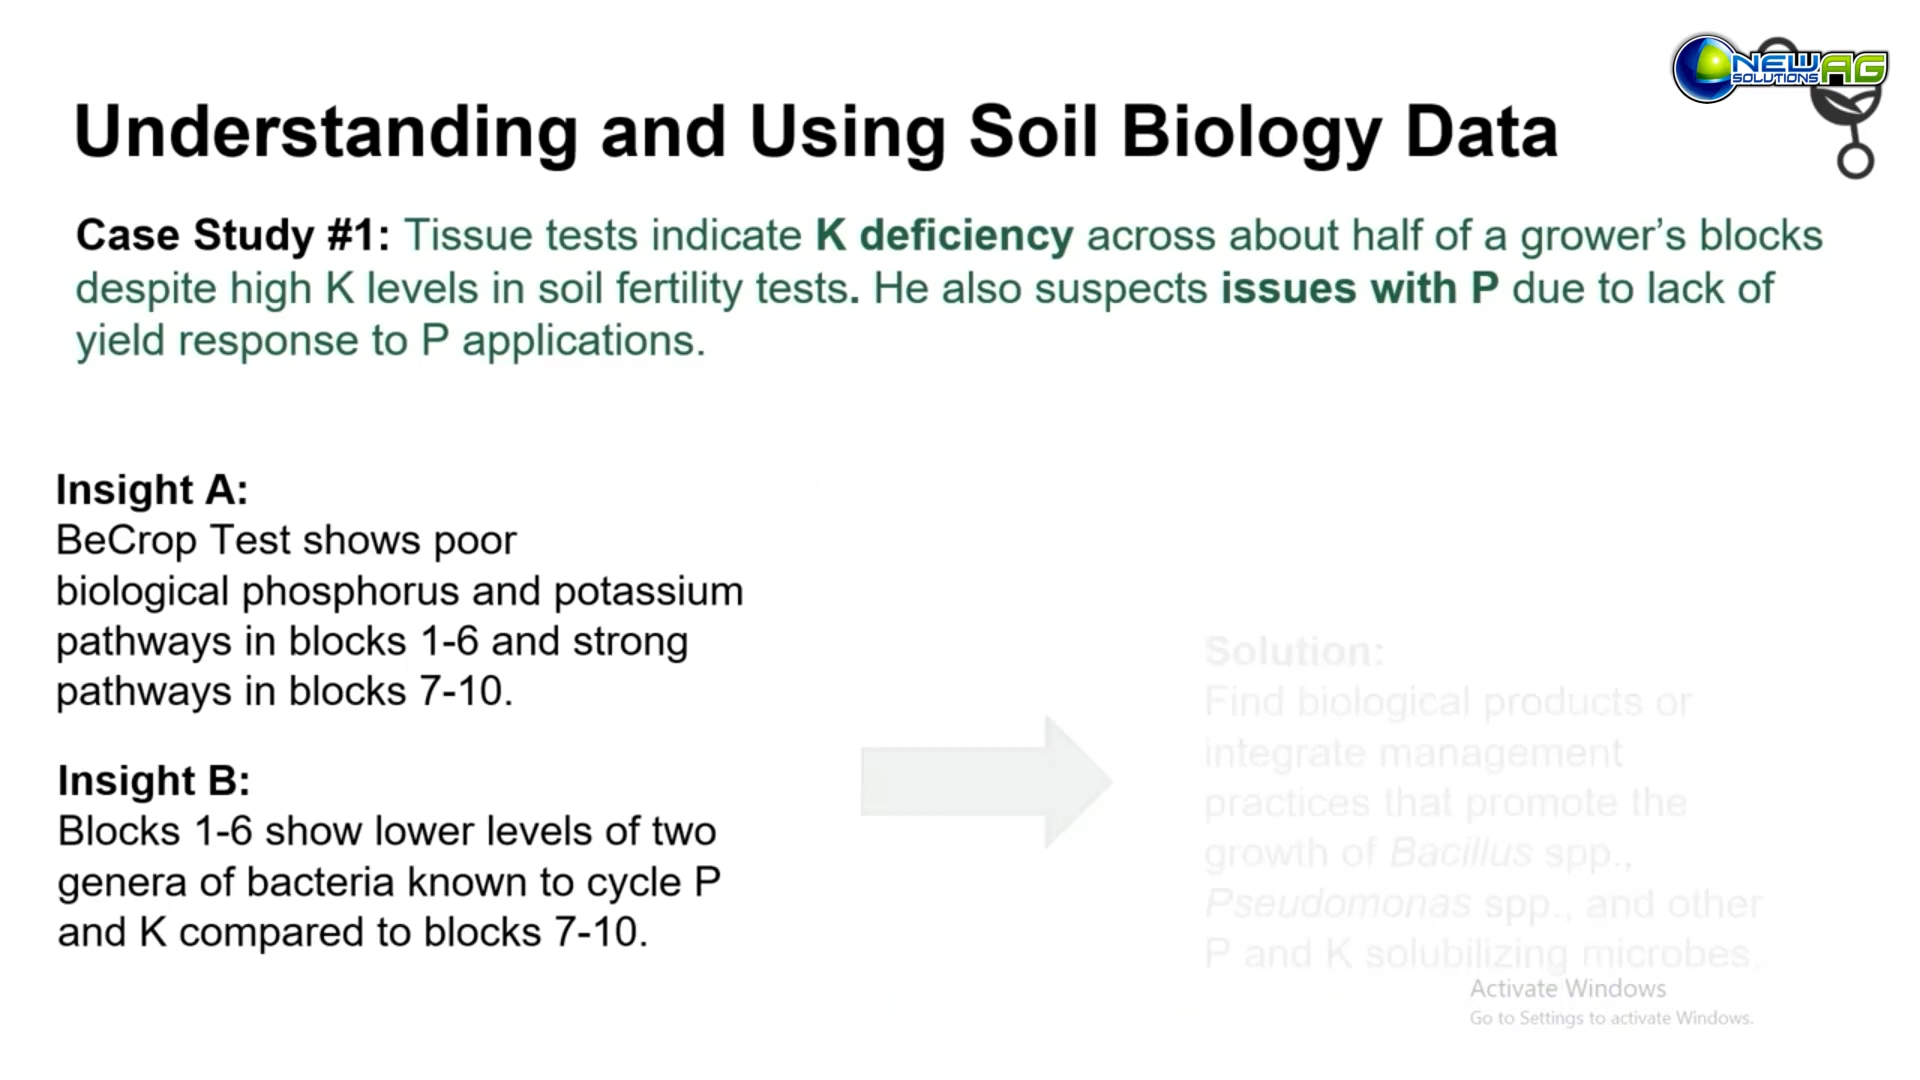 NEW AG
SOLUTIONS
Understanding and Using Soil Biology Data
Case Study #1: Tissue tests indicate K deficiency across about half of a grower’s blocks
despite high K levels in soil fertility tests. He also suspects issues with P due to lack of
yield response to P applications.
Insight A:
BeCrop Test shows poor
biological phosphorus and potassium
pathways in blocks 1-6 and strong
pathways in blocks 7-10.
Insight B:
Blocks 1-6 show lower levels of two
genera of bacteria known to cycle P
and K compared to blocks 7-10.
Solution:
Find biological products or
integrate management
practices that promote the
growth of Bacillus spp.,
Pseudomonas spp., and other
P and K solubilizing microbes.
Activate Windows
Go to Settings to activate Windows.